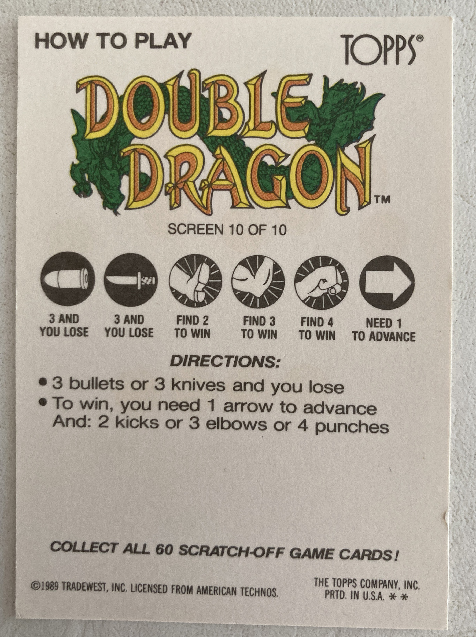 HOW TO PLAY
TOPPS®
DOUBLE
DRAGON™
SCREEN 10 OF 10
3 AND YOU LOSE
3 AND YOU LOSE
FIND 2 TO WIN
FIND 3 TO WIN
FIND 4 TO WIN
NEED 1 TO ADVANCE
DIRECTIONS:
• 3 bullets or 3 knives and you lose
• To win, you need 1 arrow to advance
And: 2 kicks or 3 elbows or 4 punches
COLLECT ALL 60 SCRATCH-OFF GAME CARDS!
©1989 TRADEWEST, INC. LICENSED FROM AMERICAN TECHNOS.
THE TOPPS COMPANY, INC.
PRTD. IN U.S.A. * *